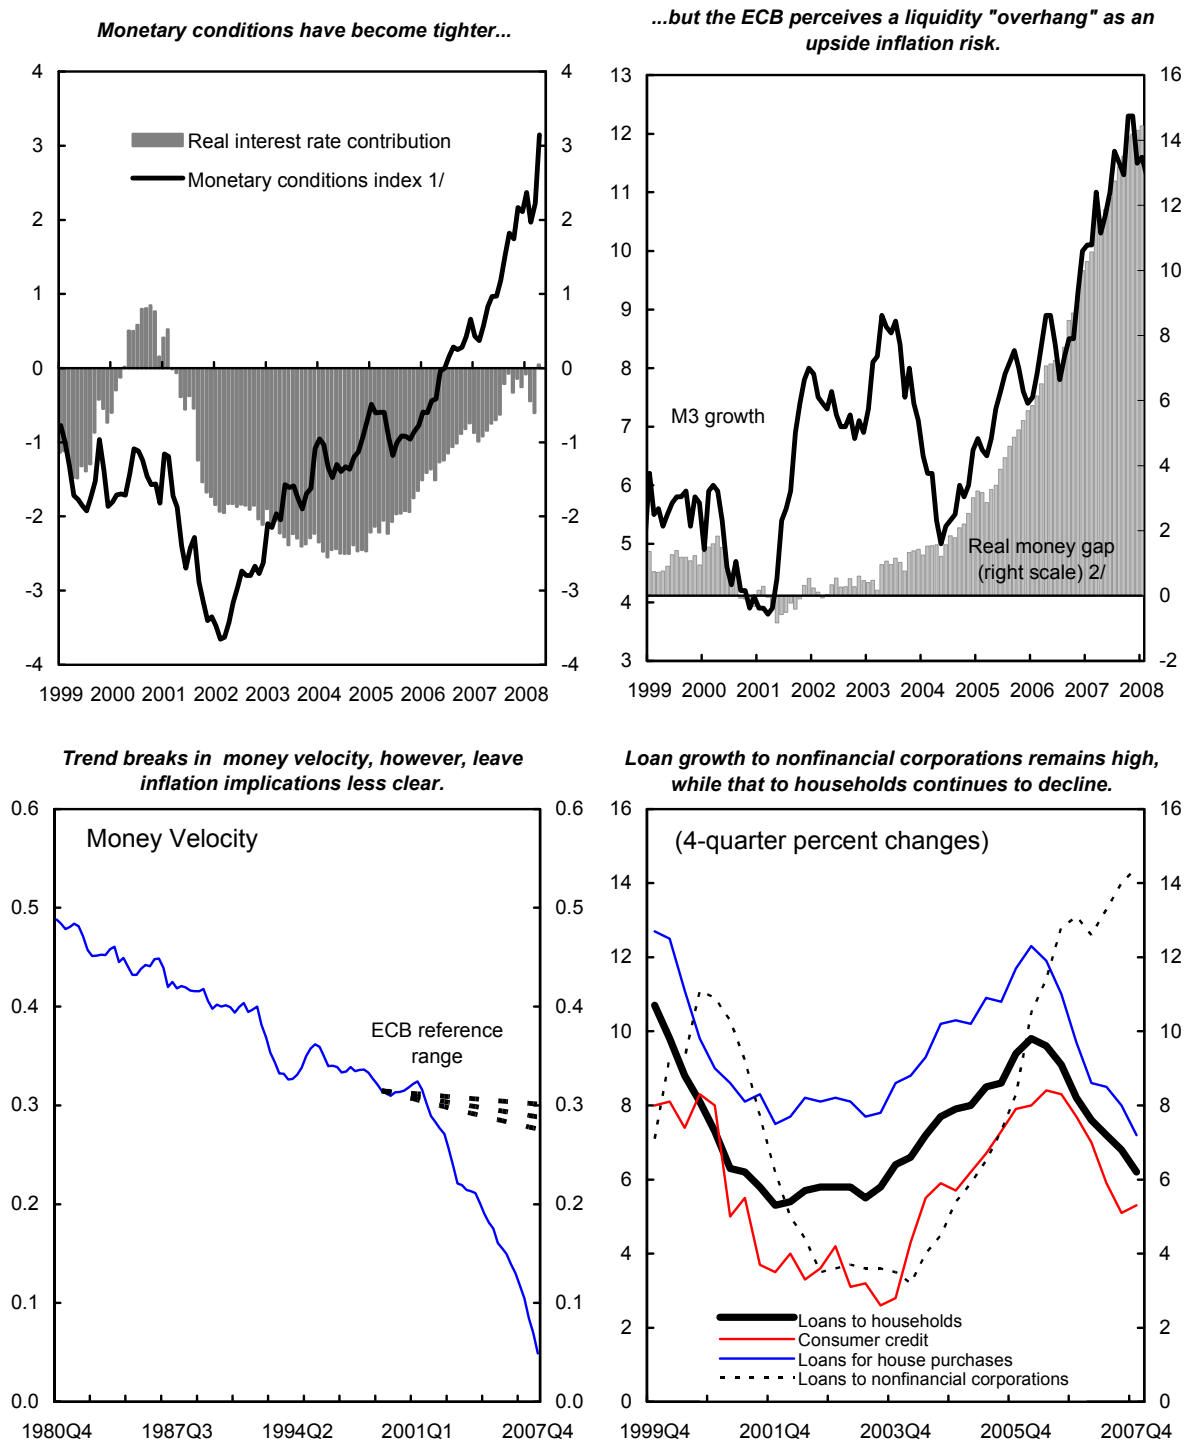 Monetary conditions have become tighter...
4
3
2
1
0
-1
-2
-3
-4
4
3
2
1
0
-1
-2
-3
-4
Real interest rate contribution
Monetary conditions index 1/
1999 2000 2001 2002 2003 2004 2005 2006 2007 2008
...but the ECB perceives a liquidity "overhang" as an
upside inflation risk.
13
12
11
10
9
8
7
6
5
4
3
16
14
12
10
8
6
4
2
0
-2
M3 growth
Real money gap
(right scale) 2/
1999 2000 2001 2002 2003 2004 2005 2006 2007 2008
Trend breaks in money velocity, however, leave
inflation implications less clear.
0.6
0.5
0.4
0.3
0.2
0.1
0.0
0.6
0.5
0.4
0.3
0.2
0.1
0.0
Money Velocity
ECB reference
range
1980Q4 1987Q3 1994Q2 2001Q1 2007Q4
Loan growth to nonfinancial corporations remains high,
while that to households continues to decline.
16
14
12
10
8
6
4
2
0
16
14
12
10
8
6
4
2
0
(4-quarter percent changes)
Loans to households
Consumer credit
Loans for house purchases
Loans to nonfinancial corporations
1999Q4 2001Q4 2003Q4 2005Q4 2007Q4